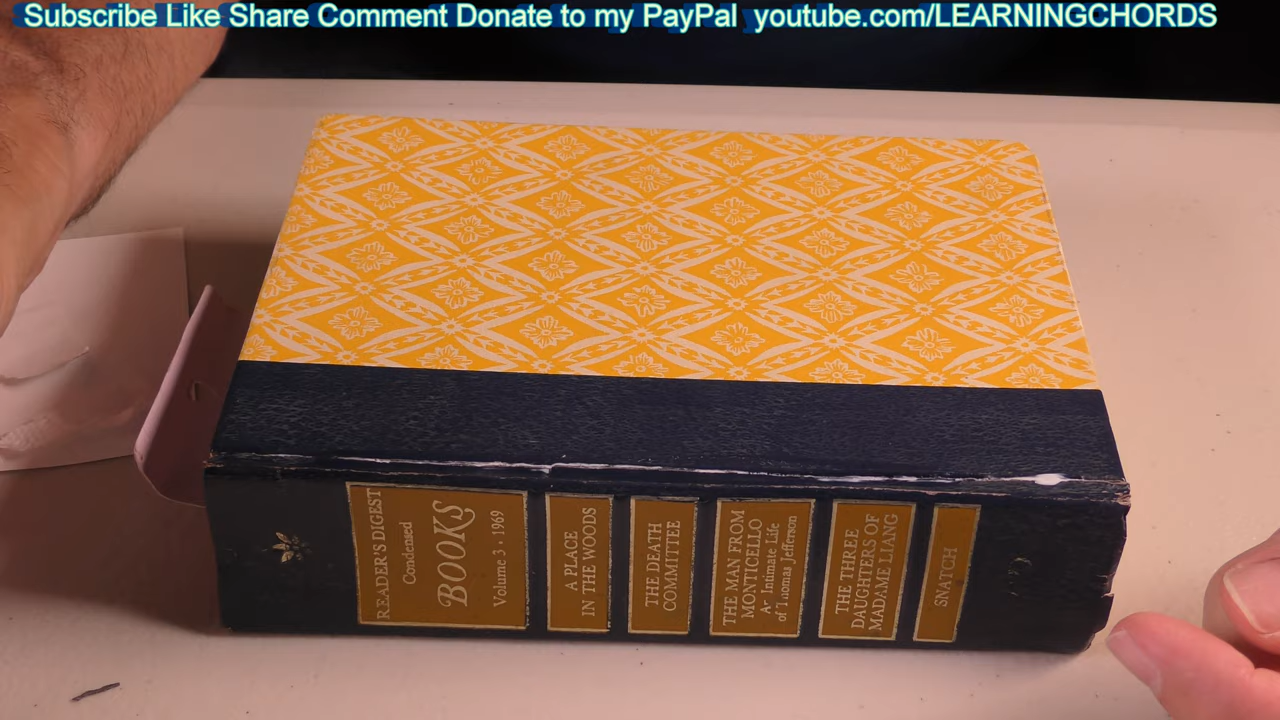 Subscribe Like Share Comment Donate to my PayPal youtube.com/LEARNINGCHORDS
READER'S DIGEST
Condensed
BOOKS
Volume 3 · 1969
A PLACE
IN THE WOODS
THE DEATH
COMMITTEE
THE MAN FROM
MONTICELLO
An Intimate Life
of Thomas Jefferson
THE THREE
DAUGHTERS OF
MADAME LIANG
SNATCH